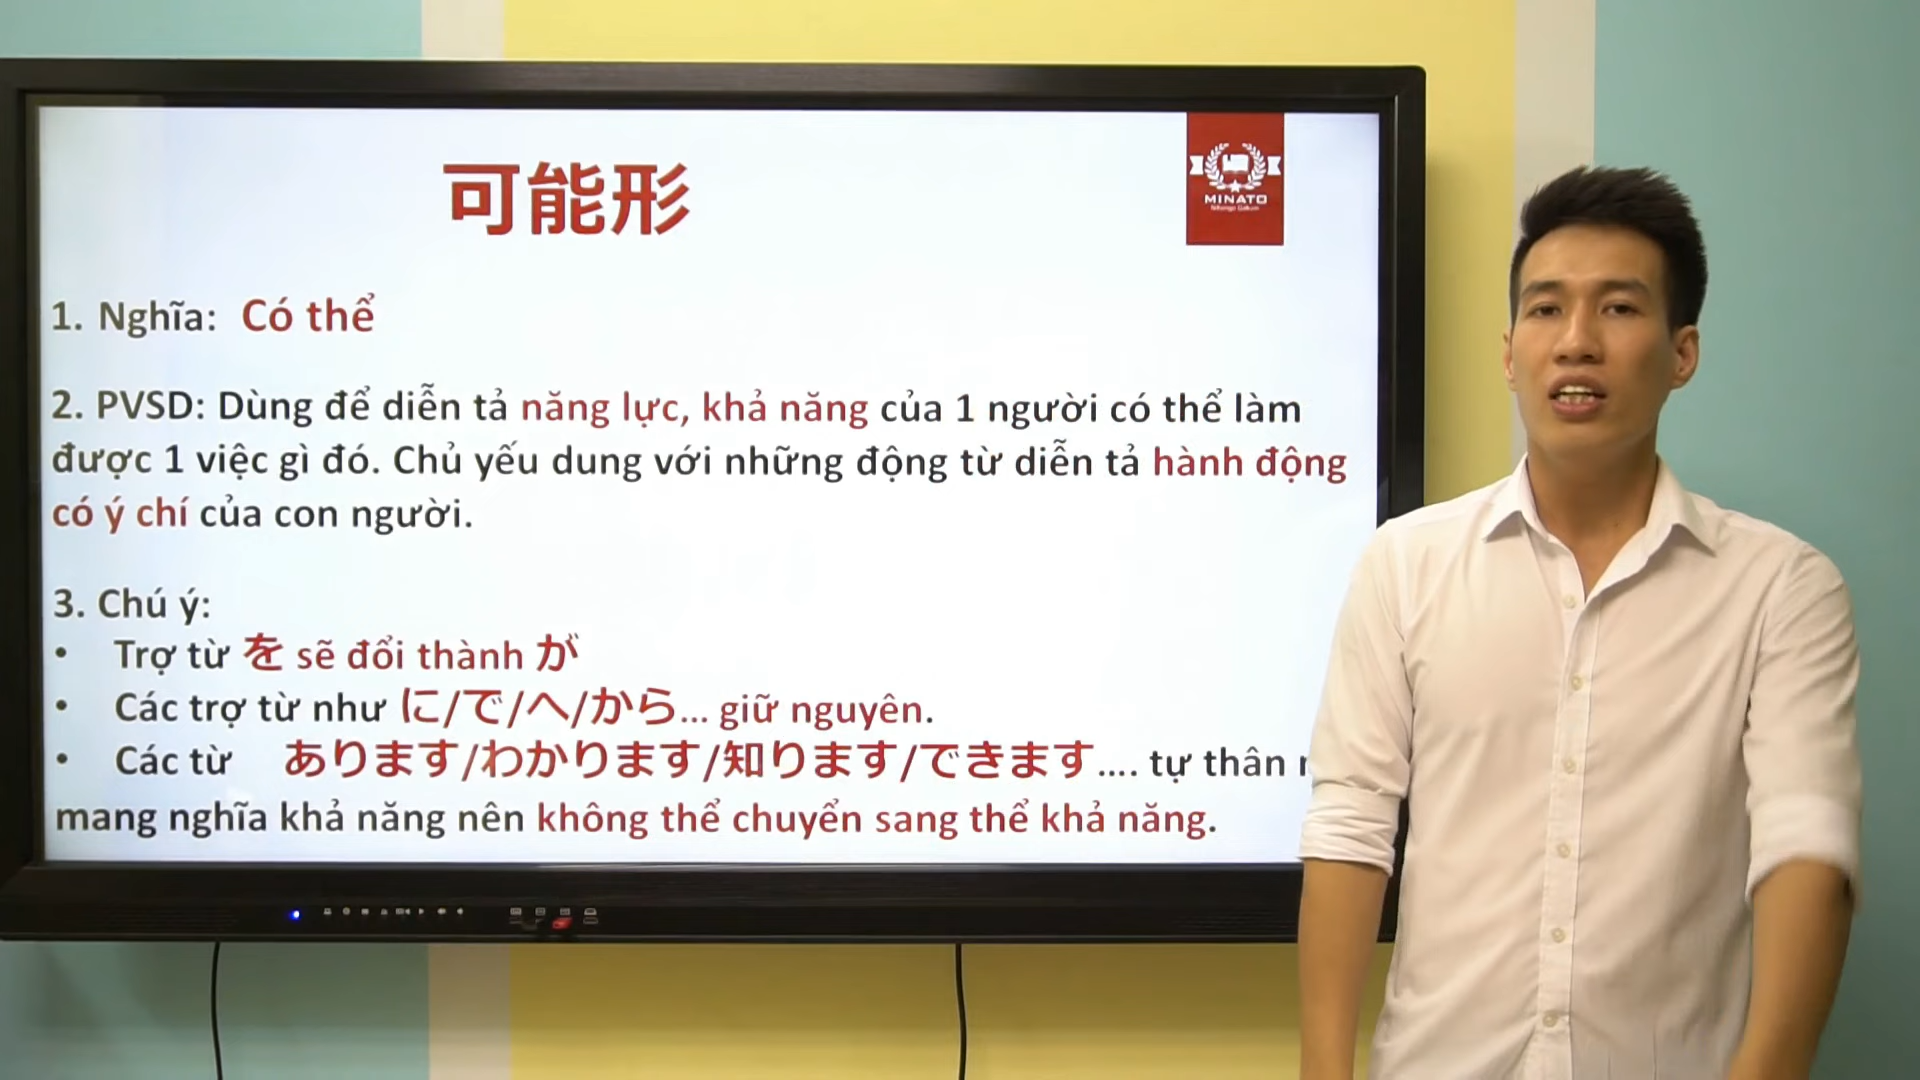 可能形
MINATO
1. Nghĩa: Có thể
2. PVSD: Dùng để diễn tả năng lực, khả năng của 1 người có thể làm
được 1 việc gì đó. Chủ yếu dung với những động từ diễn tả hành động
có ý chí của con người.
3. Chú ý:
• Trợ từ を sẽ đổi thành が
• Các trợ từ như に/で/へ/から... giữ nguyên.
• Các từ あります/わかります/知ります/できます.... tự thân
mang nghĩa khả năng nên không thể chuyển sang thể khả năng.